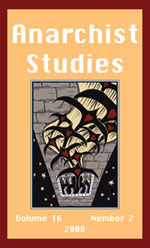 Anarchist
Studies
Volume 16 Number 2
2008